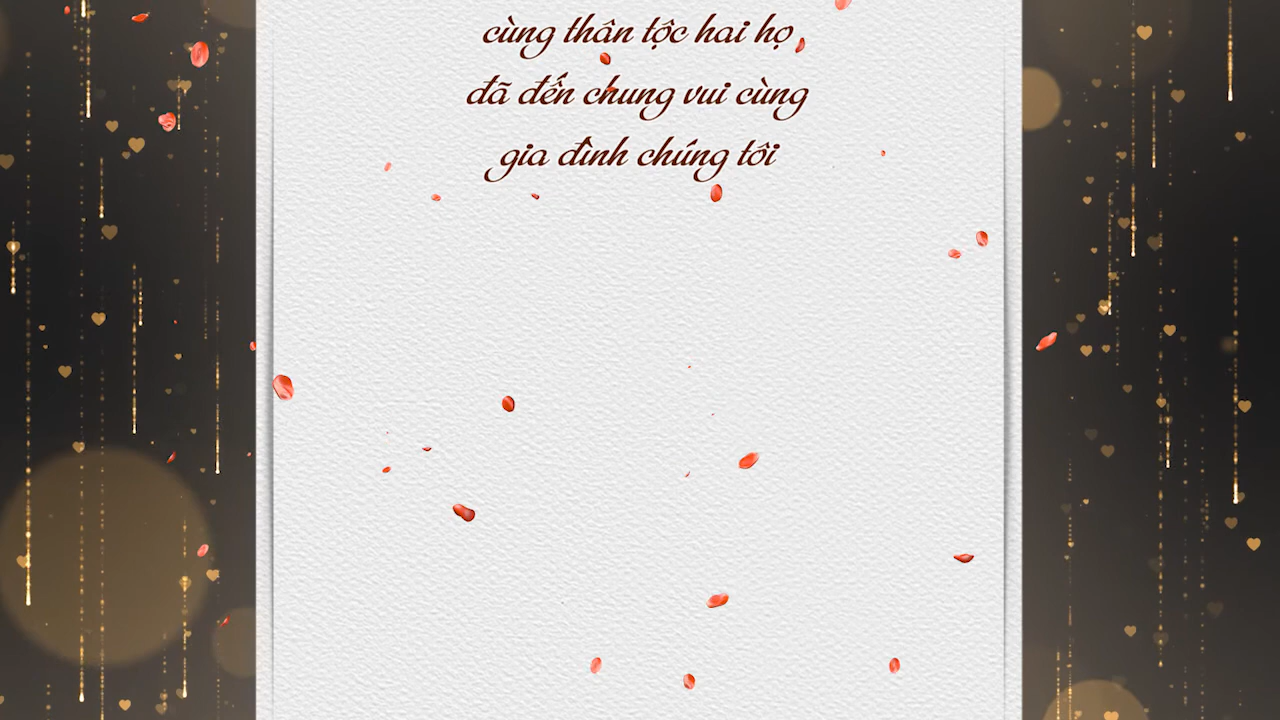 cùng thân tộc hai họ
đã đến chung vui cùng
gia đình chúng tôi